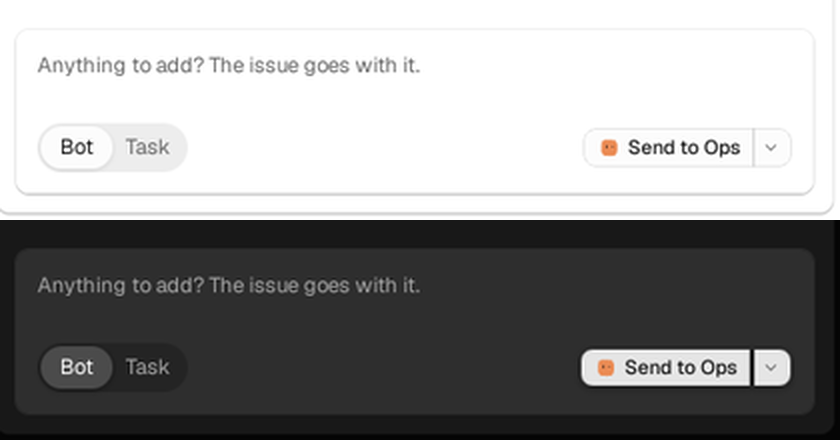 Anything to add? The issue goes with it.
Bot Task Send to Ops
Anything to add? The issue goes with it.
Bot Task Send to Ops